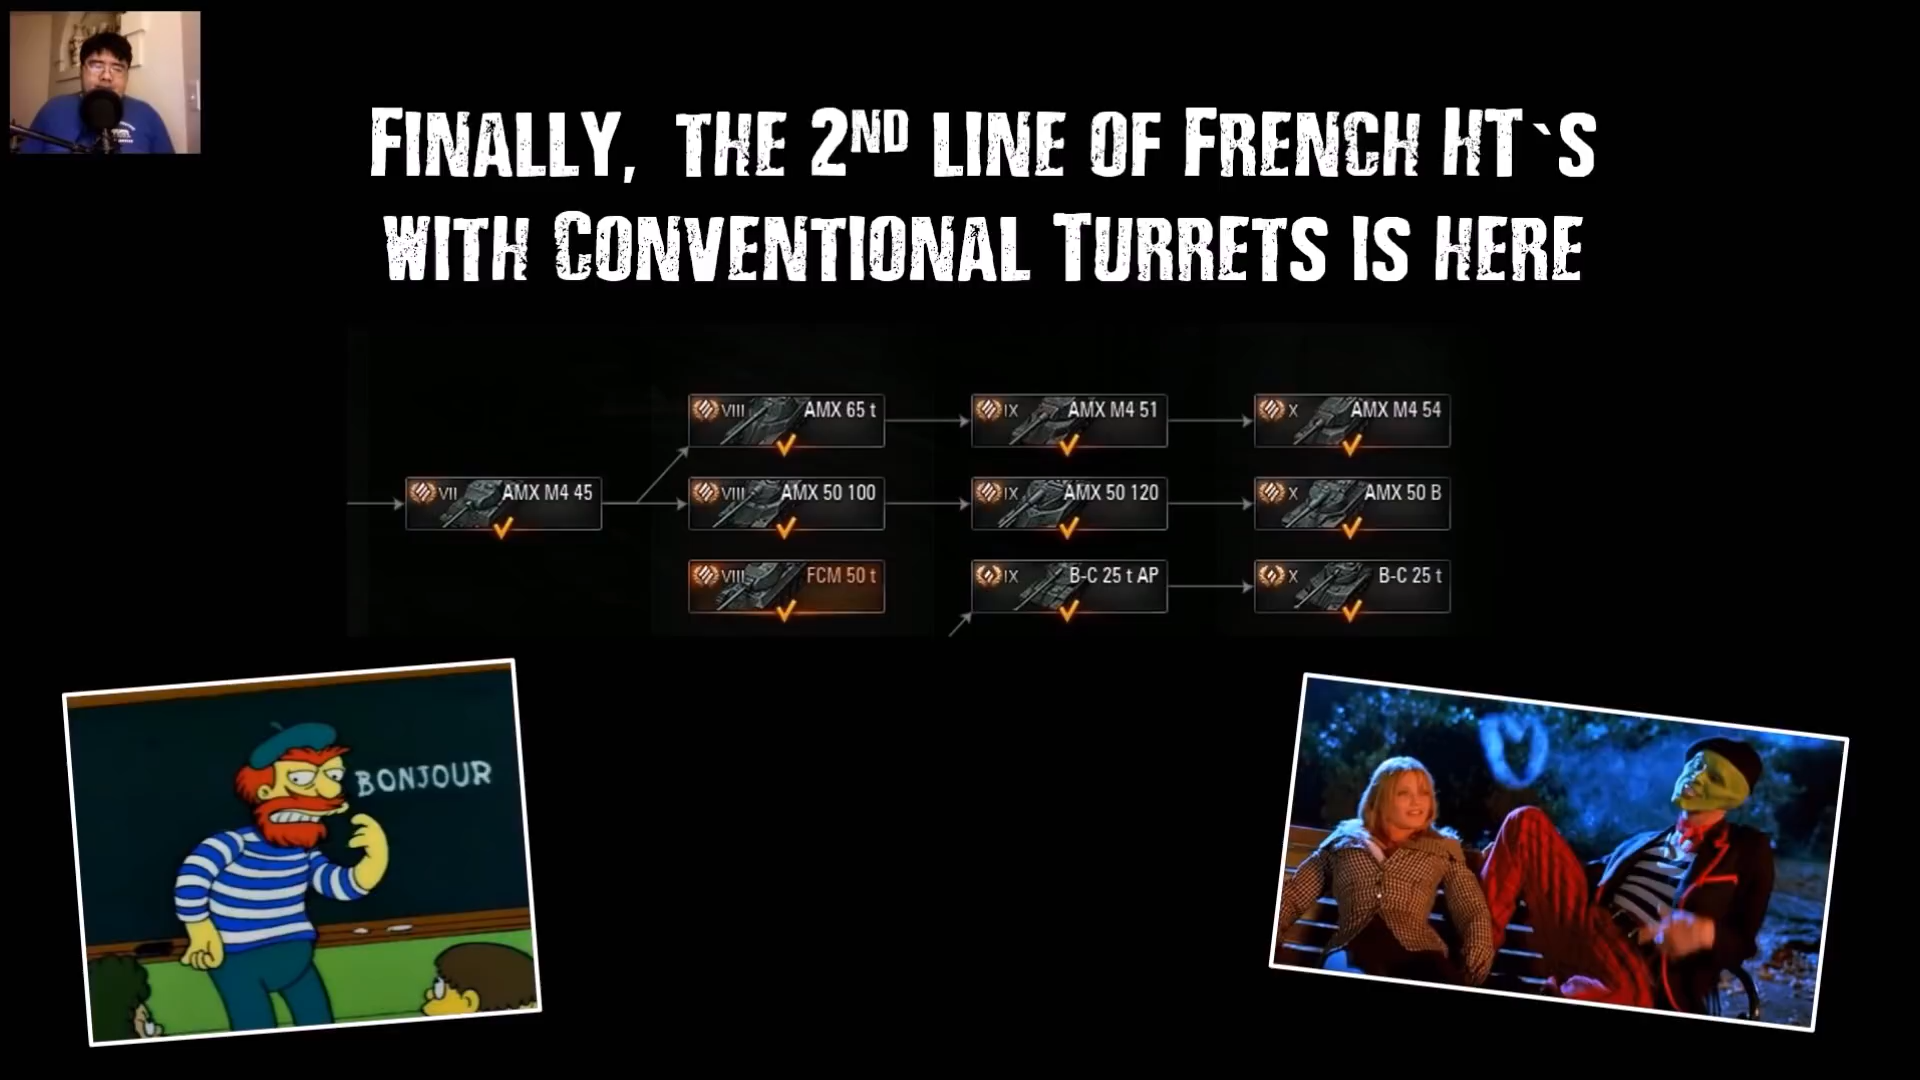 FINALLY, THE 2ND LINE OF FRENCH HT`S
WITH CONVENTIONAL TURRETS IS HERE
VIII AMX 65 t
IX AMX M4 51
X AMX M4 54
VII AMX M4 45
VIII AMX 50 100
IX AMX 50 120
X AMX 50 B
VIII FCM 50 t
IX B-C 25 t AP
X B-C 25 t
BONJOUR